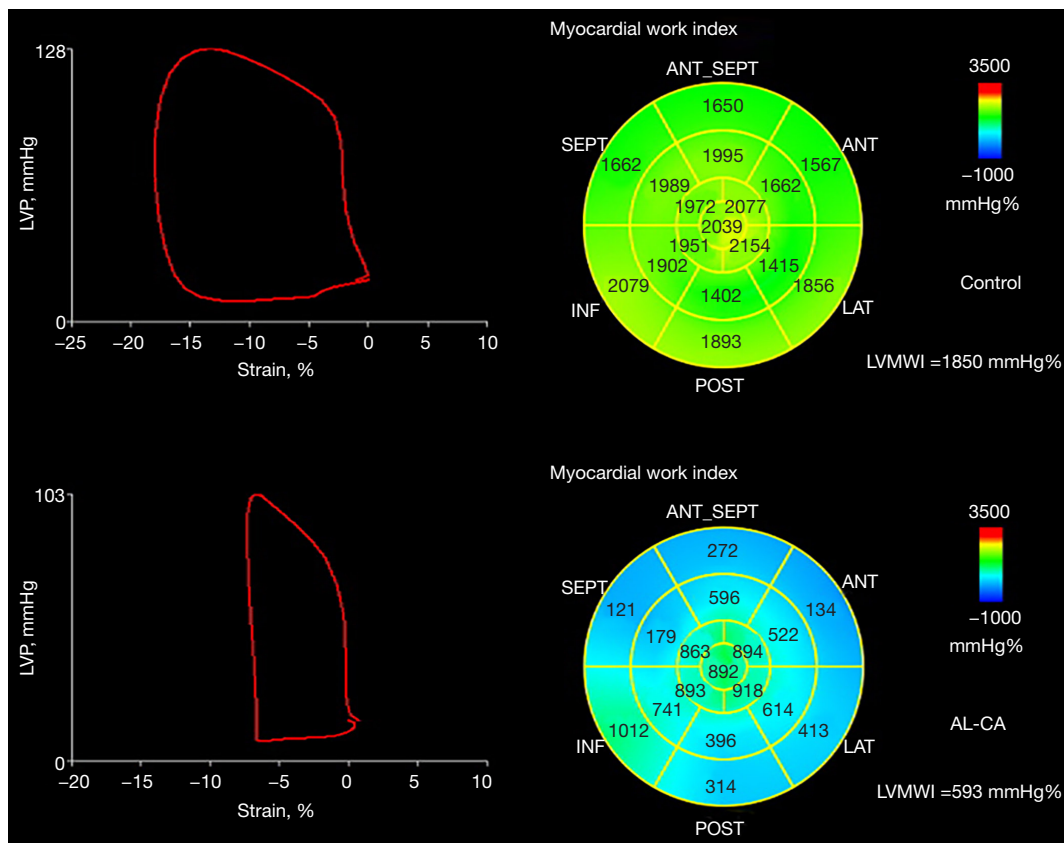 Myocardial work index
128
LVP, mmHg
0
−25 −20 −15 −10 −5 0 5 10
Strain, %
ANT_SEPT
SEPT
ANT
INF
LAT
POST
1650
1662
1567
1995
1989
1662
1972
2077
2039
1951
2154
1902
1415
2079
1856
1402
1893
3500
−1000
mmHg%
Control
LVMWI =1850 mmHg%
Myocardial work index
103
LVP, mmHg
0
−20 −15 −10 −5 0 5 10
Strain, %
ANT_SEPT
SEPT
ANT
INF
LAT
POST
272
121
134
596
179
522
863
894
892
893
918
741
614
1012
413
396
314
3500
−1000
mmHg%
AL-CA
LVMWI =593 mmHg%